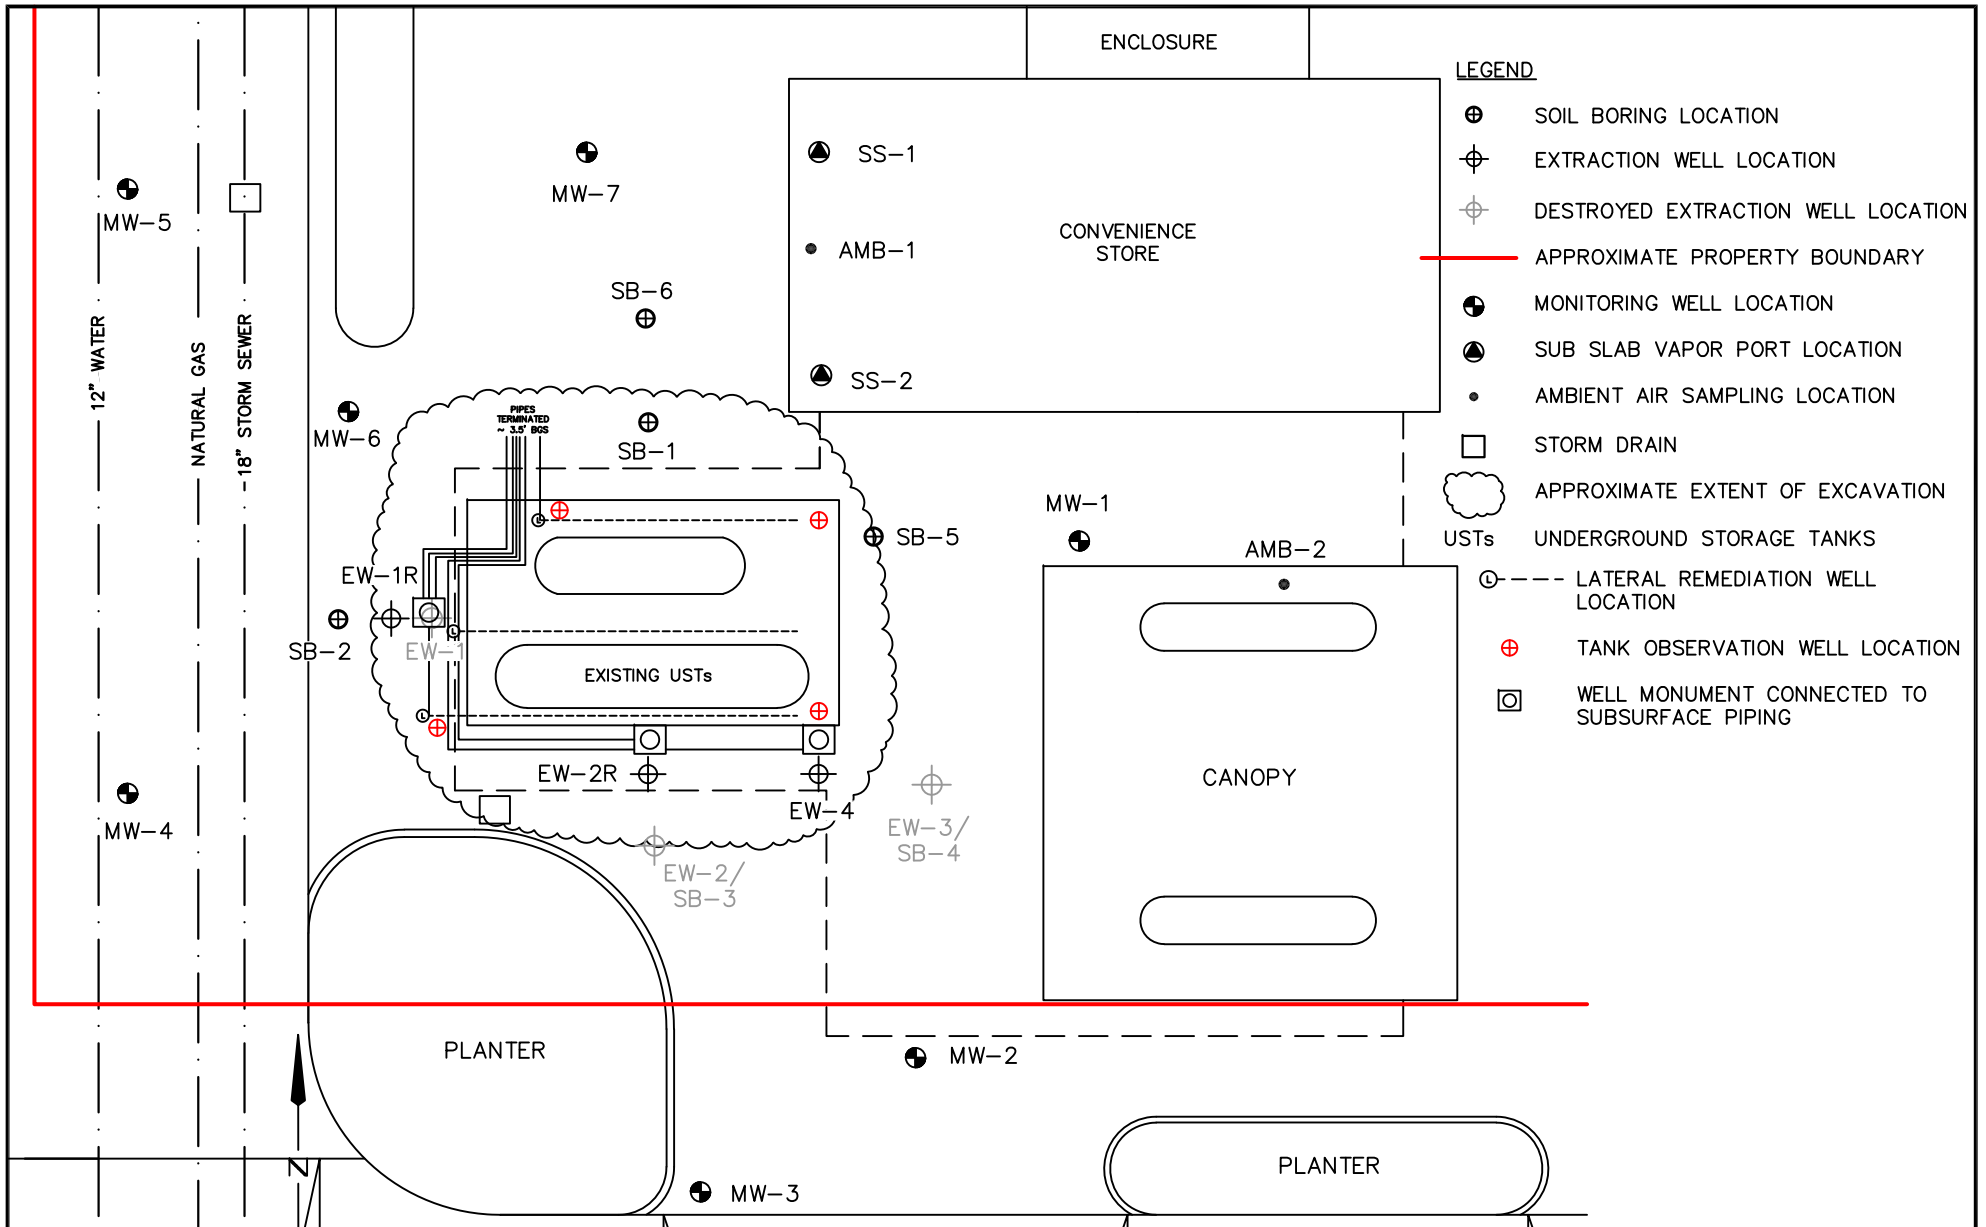 ENCLOSURE
LEGEND
SOIL BORING LOCATION
EXTRACTION WELL LOCATION
DESTROYED EXTRACTION WELL LOCATION
APPROXIMATE PROPERTY BOUNDARY
MONITORING WELL LOCATION
SUB SLAB VAPOR PORT LOCATION
AMBIENT AIR SAMPLING LOCATION
STORM DRAIN
APPROXIMATE EXTENT OF EXCAVATION
USTs UNDERGROUND STORAGE TANKS
L LATERAL REMEDIATION WELL
LOCATION
TANK OBSERVATION WELL LOCATION
WELL MONUMENT CONNECTED TO
SUBSURFACE PIPING
SS-1
MW-7
MW-5
CONVENIENCE
STORE
AMB-1
SB-6
12" WATER
NATURAL GAS
18" STORM SEWER
SS-2
PIPES
TERMINATED
~ 3.5' BGS
MW-6
SB-1
MW-1
L
SB-5
AMB-2
EW-1R
L
SB-2
EW-1
EXISTING USTs
L
EW-2R
CANOPY
EW-4
MW-4
EW-3/
SB-4
EW-2/
SB-3
PLANTER
MW-2
N
PLANTER
MW-3